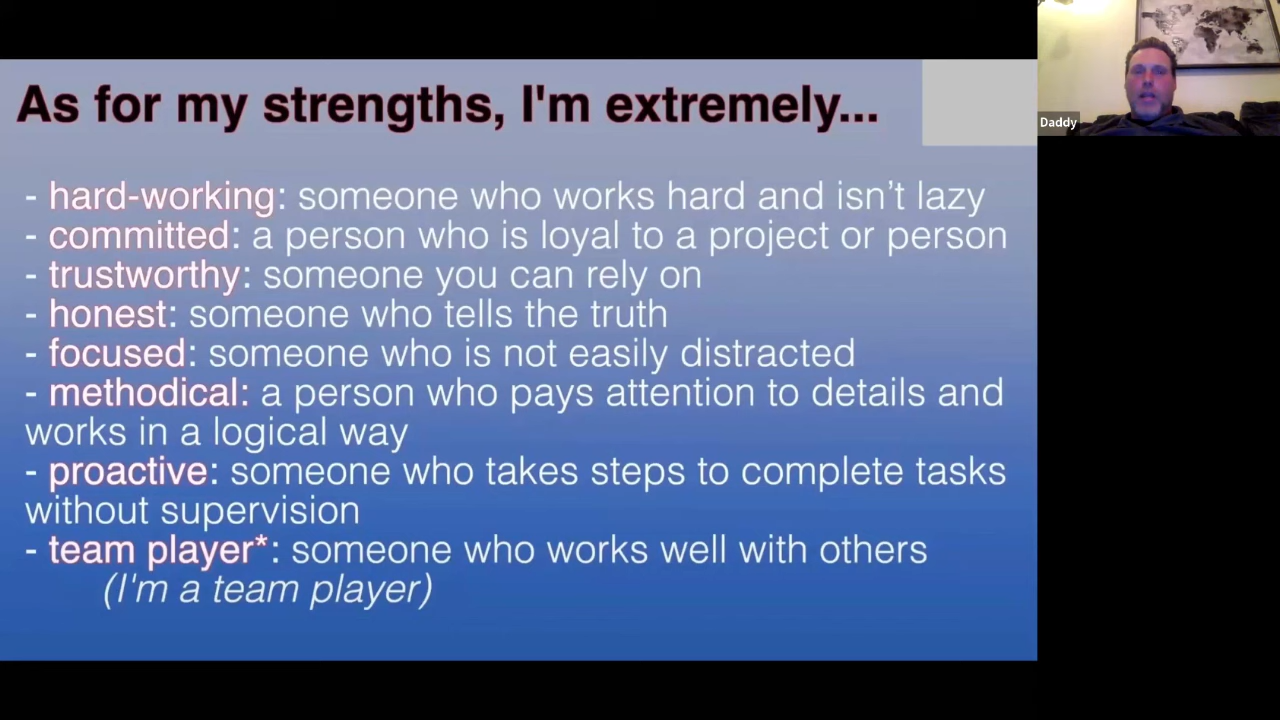 As for my strengths, I'm extremely...
- hard-working: someone who works hard and isn’t lazy
- committed: a person who is loyal to a project or person
- trustworthy: someone you can rely on
- honest: someone who tells the truth
- focused: someone who is not easily distracted
- methodical: a person who pays attention to details and
works in a logical way
- proactive: someone who takes steps to complete tasks
without supervision
- team player*: someone who works well with others
(I'm a team player)
Daddy